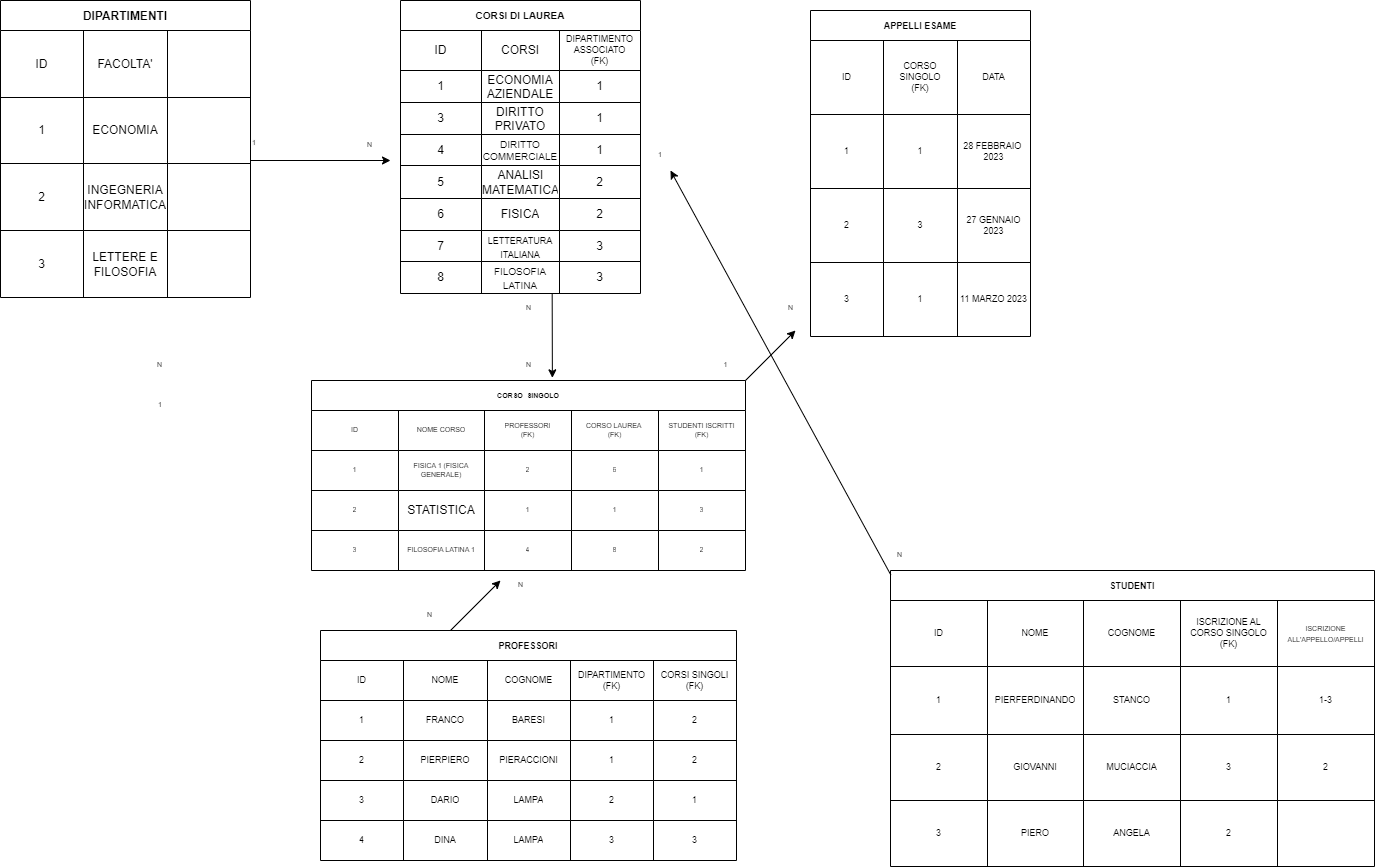 DIPARTIMENTI
ID FACOLTA'
1 ECONOMIA
2 INGEGNERIA INFORMATICA
3 LETTERE E FILOSOFIA
1
N
CORSI DI LAUREA
ID CORSI DIPARTIMENTO ASSOCIATO (FK)
1 ECONOMIA AZIENDALE 1
3 DIRITTO PRIVATO 1
4 DIRITTO COMMERCIALE 1
5 ANALISI MATEMATICA 2
6 FISICA 2
7 LETTERATURA ITALIANA 3
8 FILOSOFIA LATINA 3
1
APPELLI ESAME
ID CORSO SINGOLO (FK) DATA
1 1 28 FEBBRAIO 2023
2 3 27 GENNAIO 2023
3 1 11 MARZO 2023
N
N
N
N
1
1
CORSO SINGOLO
ID NOME CORSO PROFESSORI (FK) CORSO LAUREA (FK) STUDENTI ISCRITTI (FK)
1 FISICA 1 (FISICA GENERALE) 2 6 1
2 STATISTICA 1 1 3
3 FILOSOFIA LATINA 1 4 8 2
N
N
N
PROFESSORI
ID NOME COGNOME DIPARTIMENTO (FK) CORSI SINGOLI (FK)
1 FRANCO BARESI 1 2
2 PIERPIERO PIERACCIONI 1 2
3 DARIO LAMPA 2 1
4 DINA LAMPA 3 3
STUDENTI
ID NOME COGNOME ISCRIZIONE AL CORSO SINGOLO (FK) ISCRIZIONE ALL'APPELLO/APPELLI
1 PIERFERDINANDO STANCO 1 1-3
2 GIOVANNI MUCIACCIA 3 2
3 PIERO ANGELA 2